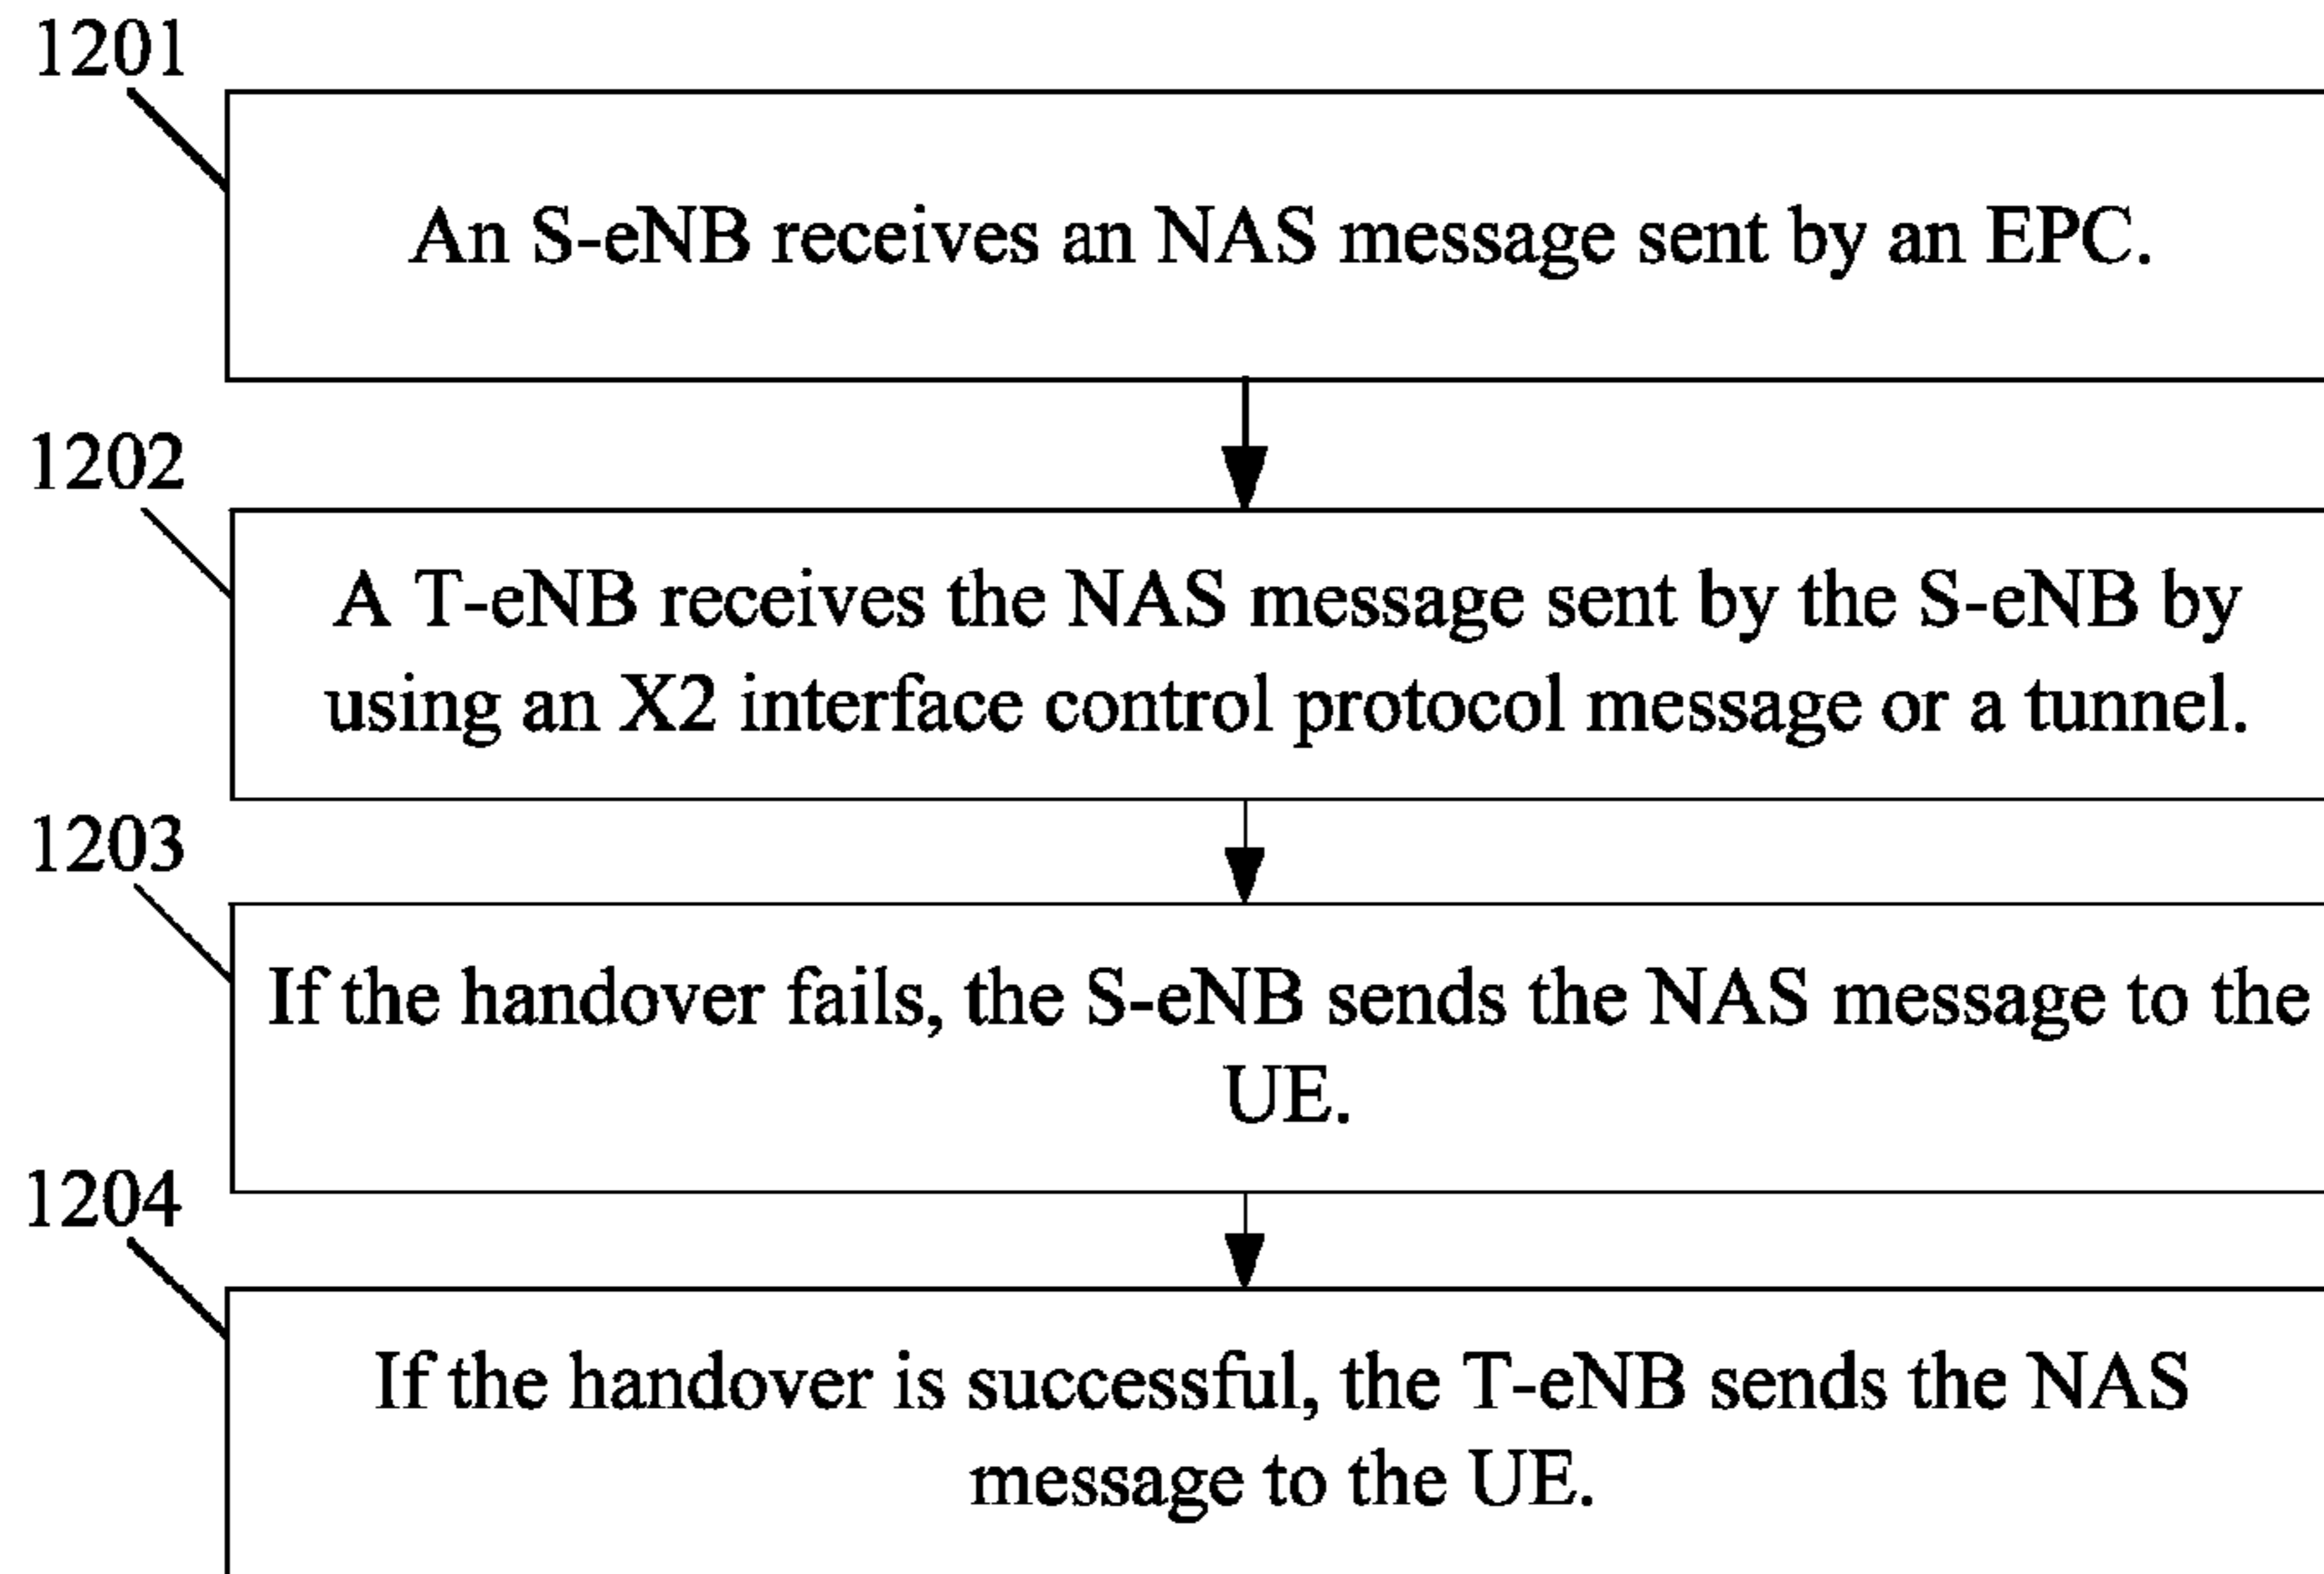 1201
An S-eNB receives an NAS message sent by an EPC.
1202
A T-eNB receives the NAS message sent by the S-eNB by
using an X2 interface control protocol message or a tunnel.
1203
If the handover fails, the S-eNB sends the NAS message to the
UE.
1204
If the handover is successful, the T-eNB sends the NAS
message to the UE.